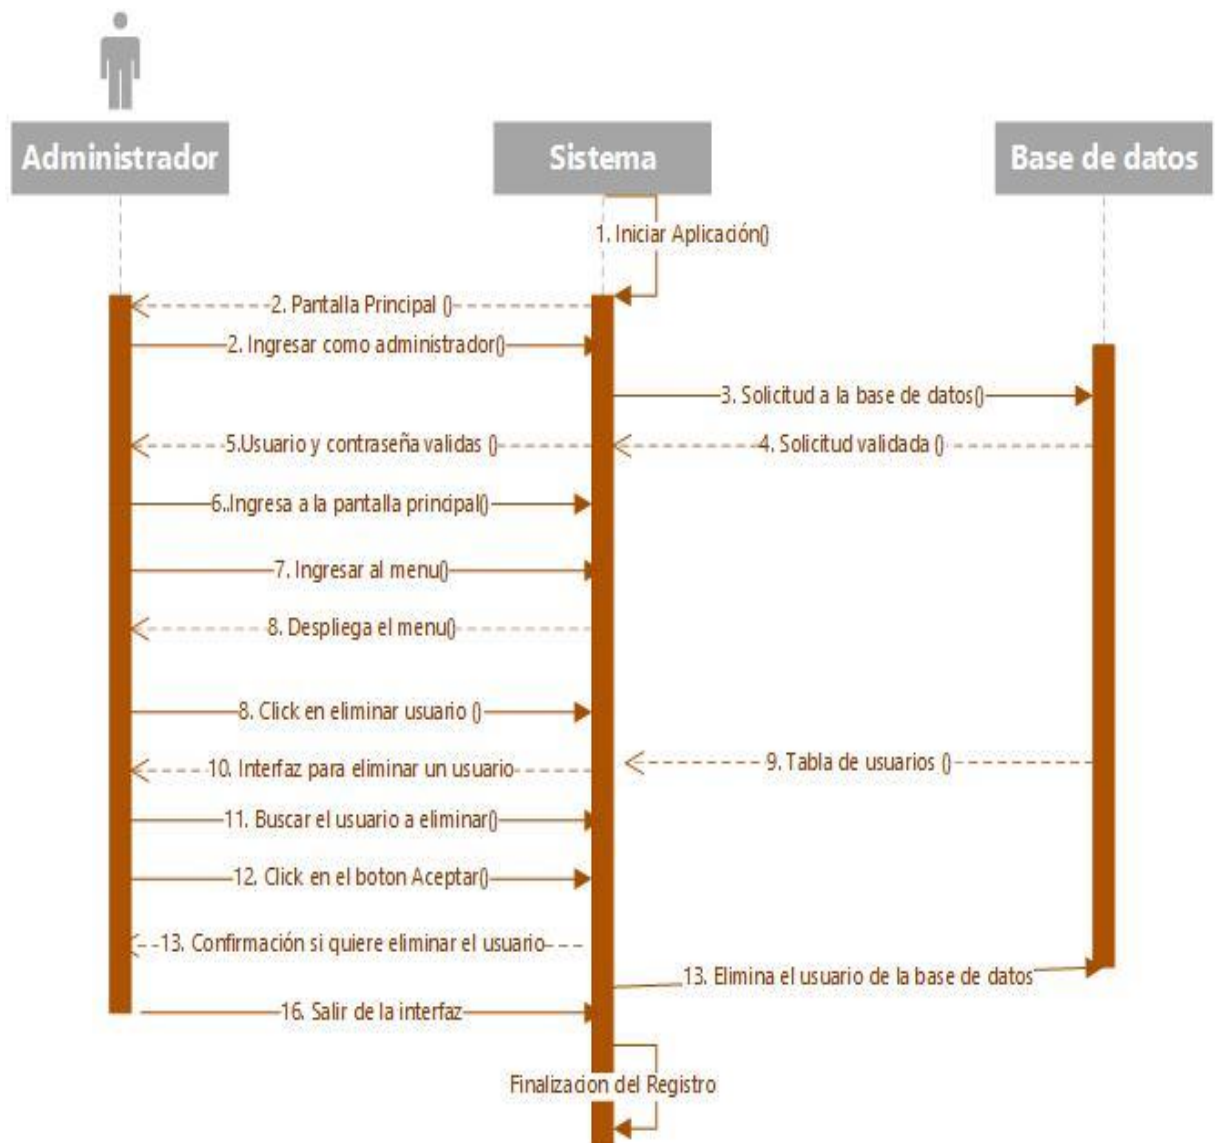 Administrador
Sistema
Base de datos
1. Iniciar Aplicación()
2. Pantalla Principal ()
2. Ingresar como administrador()
3. Solicitud a la base de datos()
5.Usuario y contraseña validas ()
4. Solicitud validada ()
6..Ingresa a la pantalla principal()
7. Ingresar al menu()
8. Despliega el menu()
8. Click en eliminar usuario ()
10. Interfaz para eliminar un usuario
9. Tabla de usuarios ()
11. Buscar el usuario a eliminar()
12. Click en el boton Aceptar()
13. Confirmación si quiere eliminar el usuario
13. Elimina el usuario de la base de datos
16. Salir de la interfaz
Finalizacion del Registro